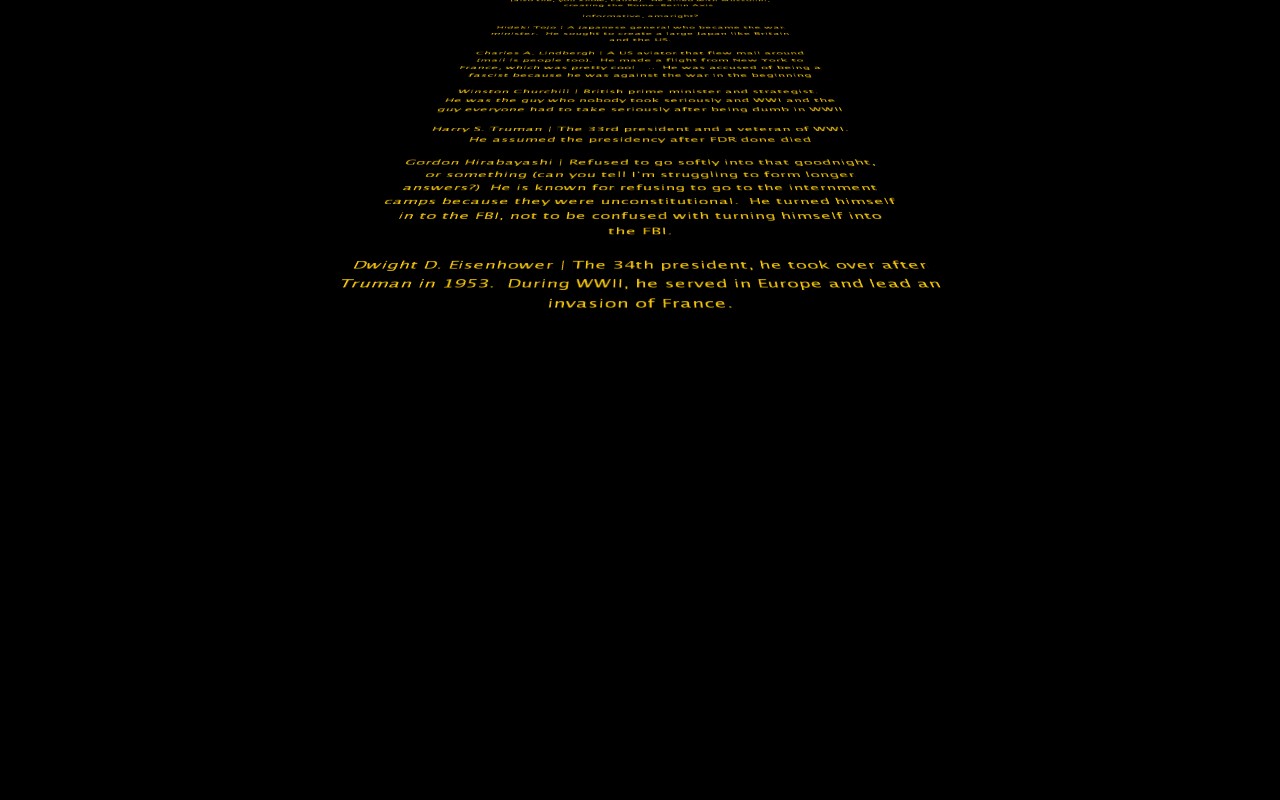 creating the Rome-Berlin Axis.
informative, amaright?
Hideki Tojo | A Japanese general who became the war
minister. He sought to create a large Japan like Britain
and the US.
Charles A. Lindbergh | A US aviator that flew mail around
(mail is people too). He made a flight from New York to
France, which was pretty cool ... He was accused of being a
fascist because he was against the war in the beginning
Winston Churchill | British prime minister and strategist.
He was the guy who nobody took seriously and WWI and the
guy everyone had to take seriously after being dumb in WWII
Harry S. Truman | The 33rd president and a veteran of WWI.
He assumed the presidency after FDR done died
Gordon Hirabayashi | Refused to go softly into that goodnight,
or something (can you tell I'm struggling to form longer
answers?) He is known for refusing to go to the internment
camps because they were unconstitutional. He turned himself
in to the FBI, not to be confused with turning himself into
the FBI.
Dwight D. Eisenhower | The 34th president, he took over after
Truman in 1953. During WWII, he served in Europe and lead an
invasion of France.